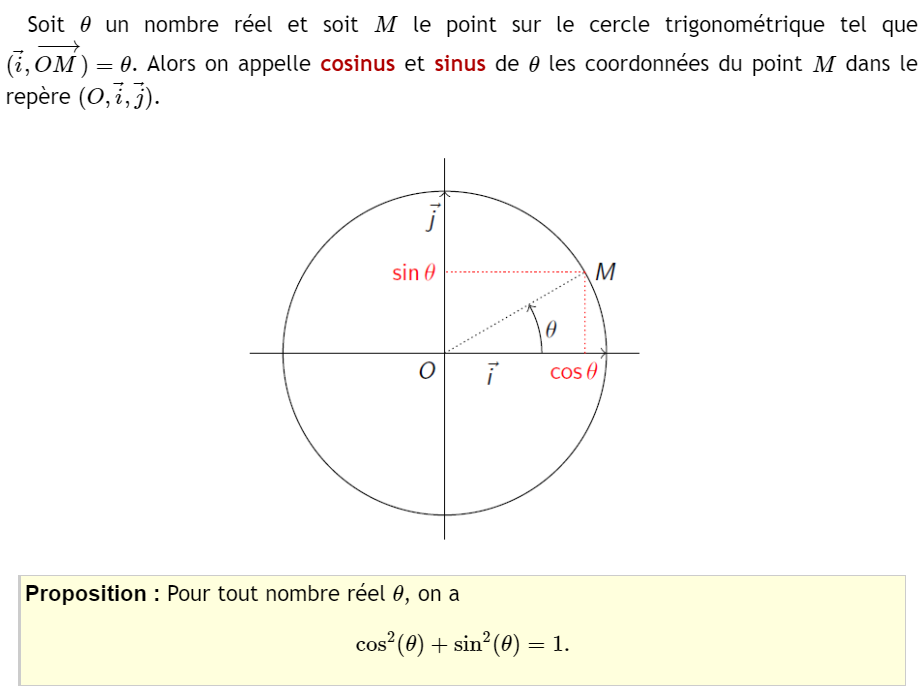 Soit θ un nombre réel et soit M le point sur le cercle trigonométrique tel que
(i⃗, OM⃗) = θ. Alors on appelle cosinus et sinus de θ les coordonnées du point M dans le
repère (O, i⃗, j⃗).
j⃗
sin θ
M
θ
O
i⃗
cos θ
Proposition : Pour tout nombre réel θ, on a
cos²(θ) + sin²(θ) = 1.